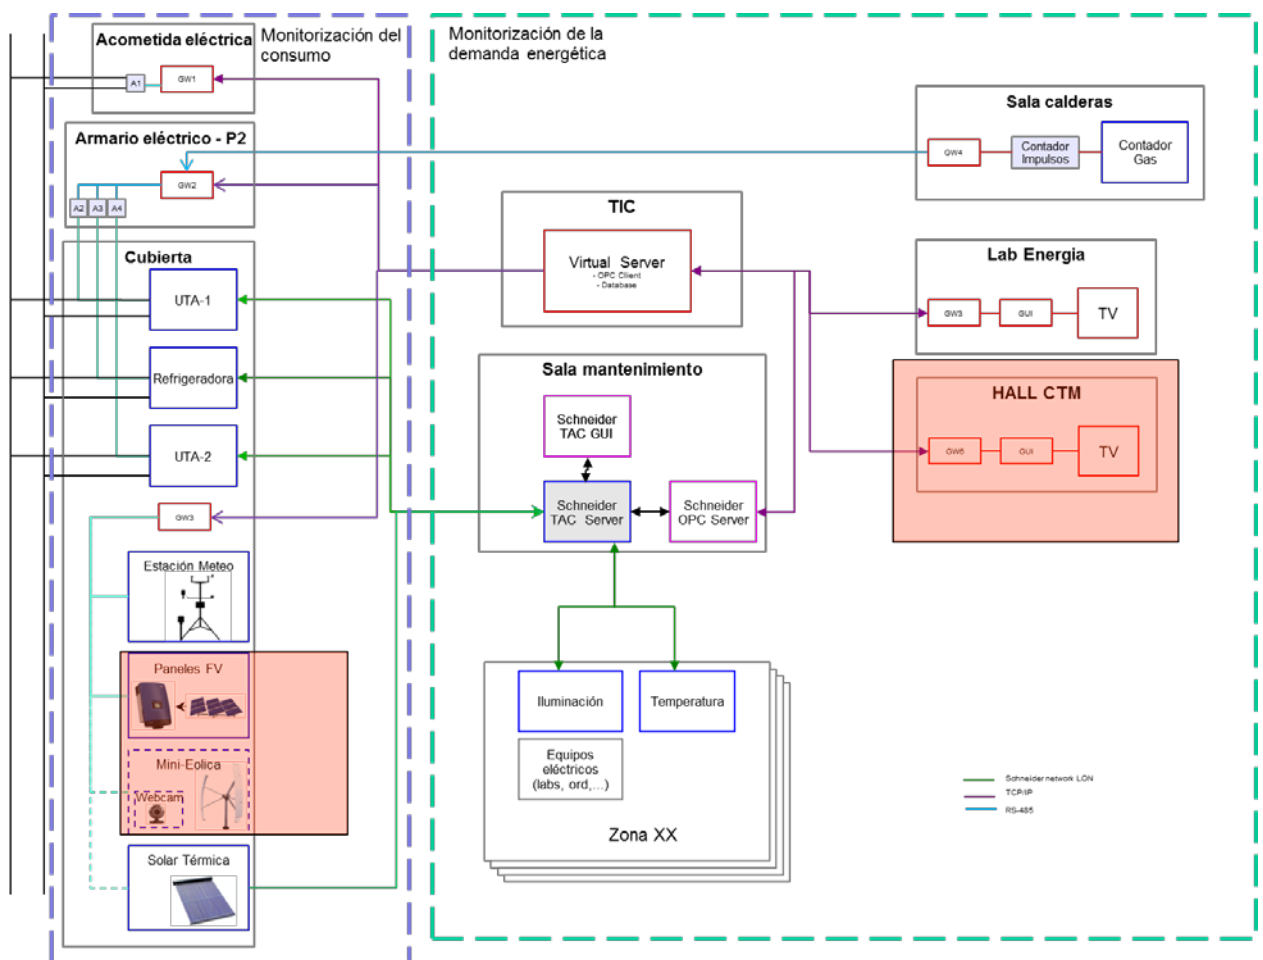 Acometida eléctrica
A1
GW1
Monitorización del
consumo
Armario eléctrico - P2
GW2
A2
A3
A4
Cubierta
UTA-1
Refrigeradora
UTA-2
GW3
Estación Meteo
Paneles FV
Mini-Eolica
Webcam
Solar Térmica
Monitorización de la
demanda energética
TIC
Virtual Server
- OPC Client
- Database
Sala mantenimiento
Schneider
TAC GUI
Schneider
TAC Server
Schneider
OPC Server
Iluminación
Temperatura
Equipos
eléctricos
(labs, ord,...)
Zona XX
Sala calderas
GW4
Contador
Impulsos
Contador
Gas
Lab Energia
GW3
GUI
TV
HALL CTM
GW6
GUI
TV
Schneider network LON
TCP/IP
RS-485